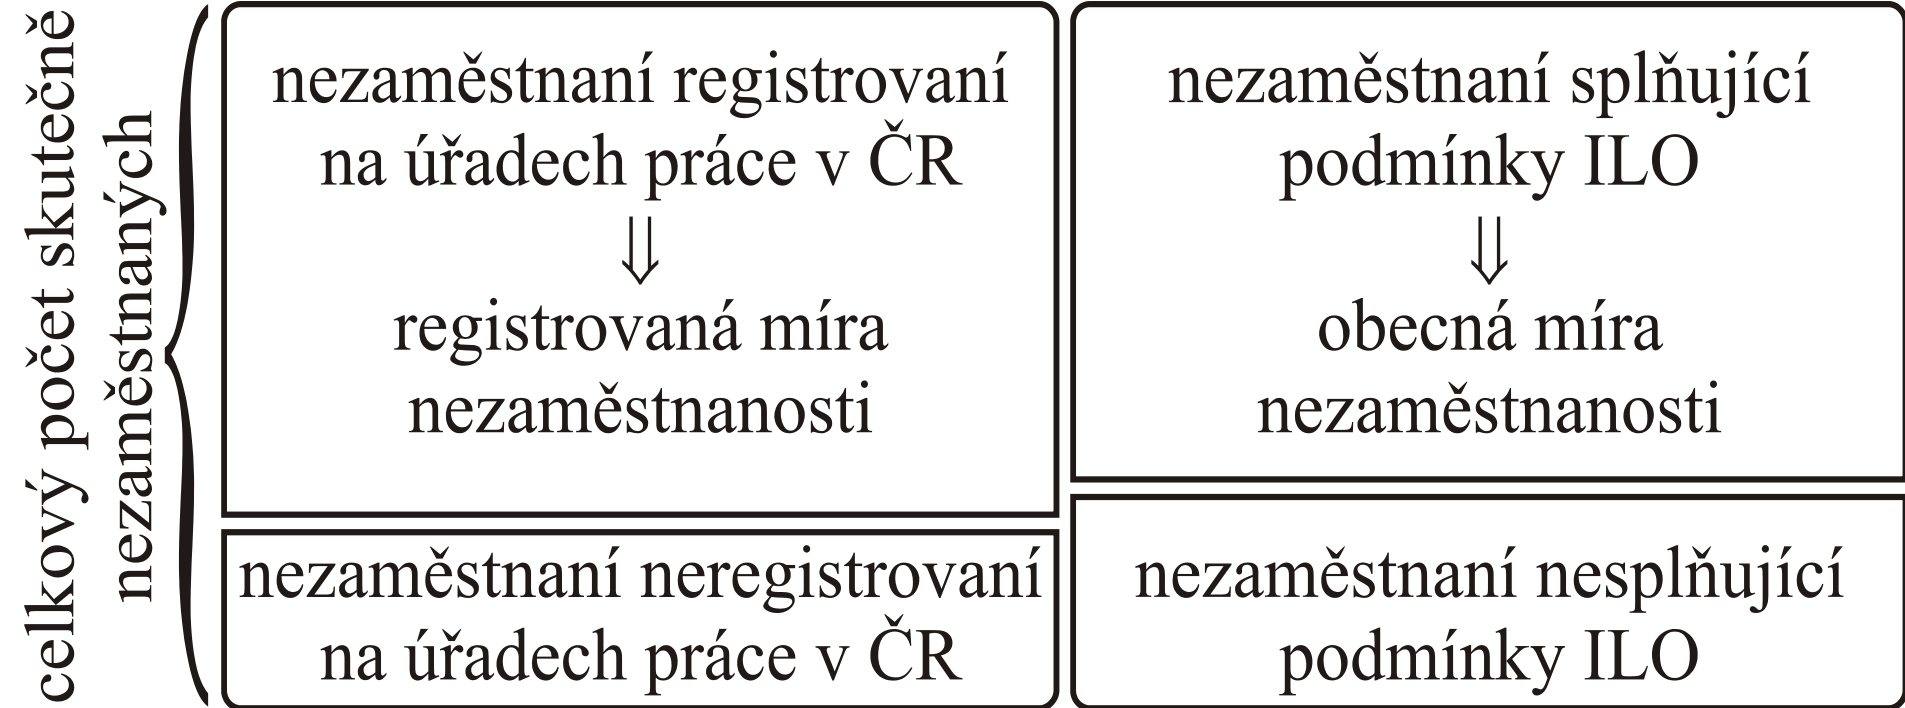 celkový počet skutečně
nezaměstnaných
nezaměstnaní registrovaní
na úřadech práce v ČR
⇓
registrovaná míra
nezaměstnanosti
nezaměstnaní neregistrovaní
na úřadech práce v ČR
nezaměstnaní splňující
podmínky ILO
⇓
obecná míra
nezaměstnanosti
nezaměstnaní nesplňující
podmínky ILO